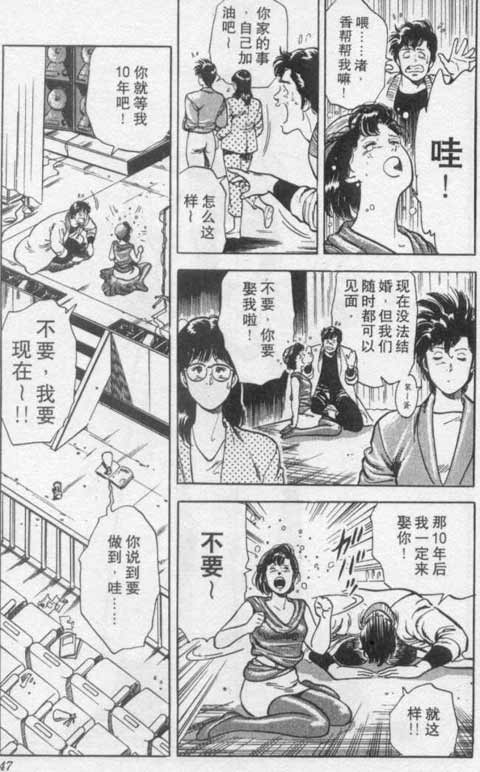 喂……渚，
香帮帮我嘛！
哇！
你家的事
，自己加
油吧～
怎么这
样～
现在没法结
婚，但我们
随时都可以
见面．
不要，你要
娶我啦！
那10年后
我一定来
娶你！
就这
样!!
不要～
你就等我
10年吧！
不要，我要
现在～!!
你说到要
做到，哇……
47